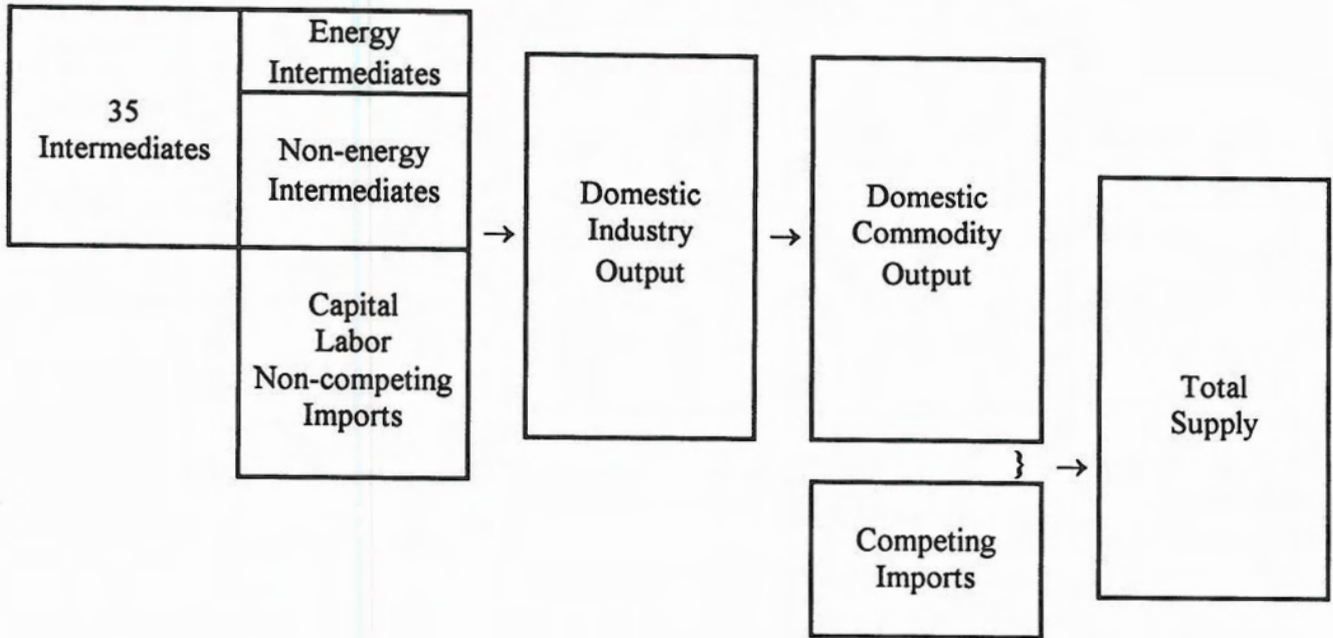 35
Intermediates
Energy
Intermediates
Non-energy
Intermediates
Capital
Labor
Non-competing
Imports
→
Domestic
Industry
Output
→
Domestic
Commodity
Output
}
→
Competing
Imports
Total
Supply